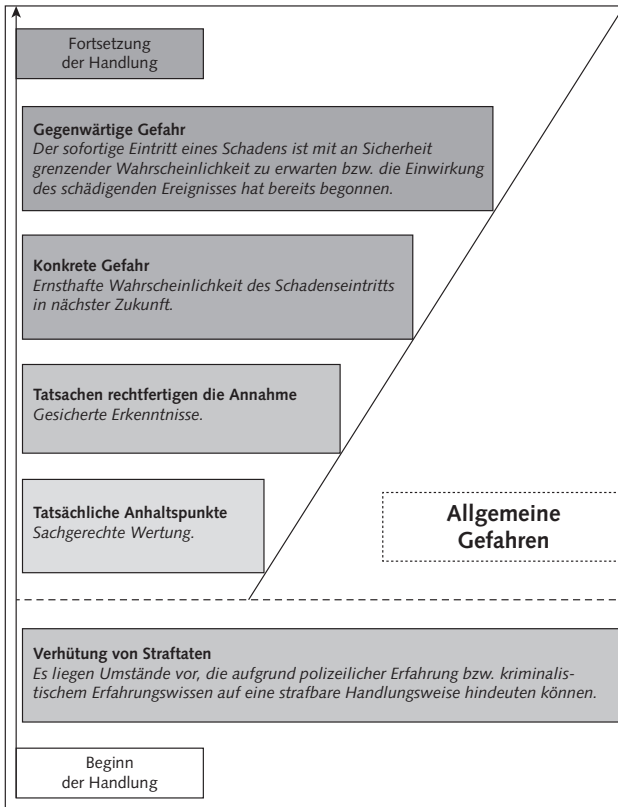 Fortsetzung
der Handlung
Gegenwärtige Gefahr
Der sofortige Eintritt eines Schadens ist mit an Sicherheit
grenzender Wahrscheinlichkeit zu erwarten bzw. die Einwirkung
des schädigenden Ereignisses hat bereits begonnen.
Konkrete Gefahr
Ernsthafte Wahrscheinlichkeit des Schadenseintritts
in nächster Zukunft.
Tatsachen rechtfertigen die Annahme
Gesicherte Erkenntnisse.
Tatsächliche Anhaltspunkte
Sachgerechte Wertung.
Allgemeine
Gefahren
Verhütung von Straftaten
Es liegen Umstände vor, die aufgrund polizeilicher Erfahrung bzw. kriminalis-
tischem Erfahrungswissen auf eine strafbare Handlungsweise hindeuten können.
Beginn
der Handlung